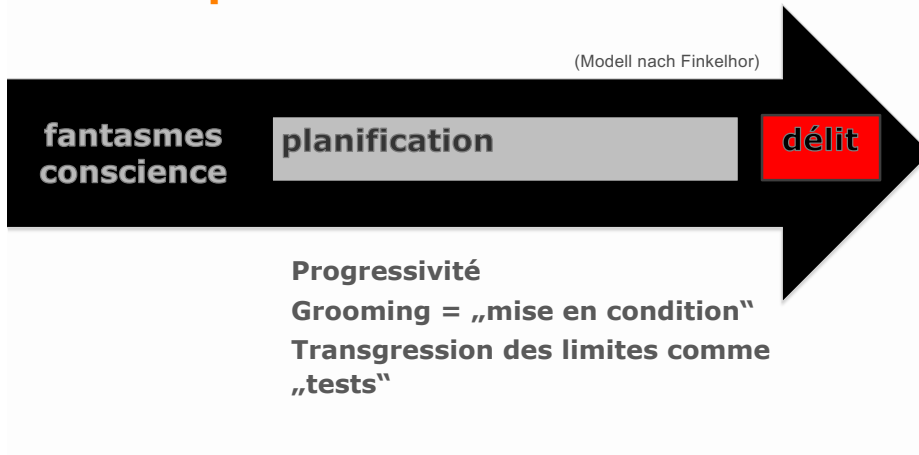 (Modell nach Finkelhor)
fantasmes
conscience
planification
délit
Progressivité
Grooming = „mise en condition“
Transgression des limites comme
„tests“